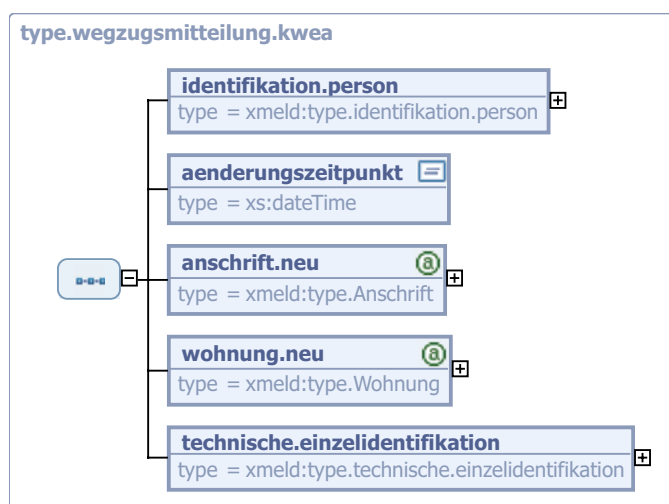 type.wegzugsmitteilung.kwea
identifikation.person
type = xmeld:type.identifikation.person
aenderungszeitpunkt
type = xs:dateTime
anschrift.neu
type = xmeld:type.Anschrift
wohnung.neu
type = xmeld:type.Wohnung
technische.einzelidentifikation
type = xmeld:type.technische.einzelidentifikation